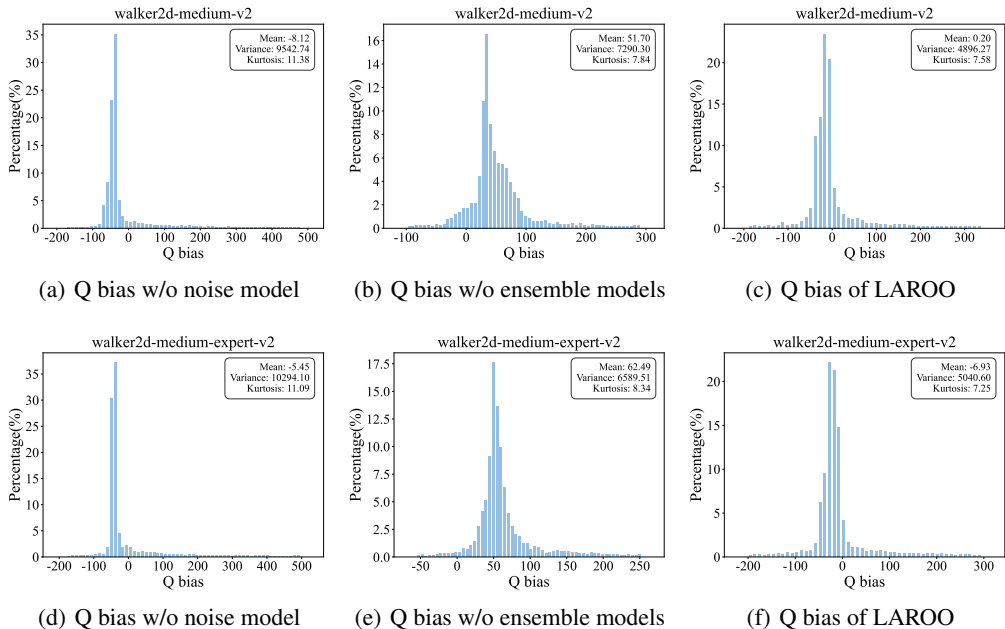 walker2d-medium-v2
Mean: -8.12
Variance: 9542.74
Kurtosis: 11.38
Percentage(%)
35
30
25
20
15
10
5
0
-200 -100 0 100 200 300 400 500
Q bias
(a) Q bias w/o noise model
walker2d-medium-v2
Mean: 51.70
Variance: 7290.30
Kurtosis: 7.84
Percentage(%)
16
14
12
10
8
6
4
2
0
-100 0 100 200 300
Q bias
(b) Q bias w/o ensemble models
walker2d-medium-v2
Mean: 0.20
Variance: 4896.27
Kurtosis: 7.58
Percentage(%)
20
15
10
5
0
-200 -100 0 100 200 300
Q bias
(c) Q bias of LAROO
walker2d-medium-expert-v2
Mean: -5.45
Variance: 10294.10
Kurtosis: 11.09
Percentage(%)
35
30
25
20
15
10
5
0
-200 -100 0 100 200 300 400 500
Q bias
(d) Q bias w/o noise model
walker2d-medium-expert-v2
Mean: 62.49
Variance: 6589.51
Kurtosis: 8.34
Percentage(%)
17.5
15.0
12.5
10.0
7.5
5.0
2.5
0.0
-50 0 50 100 150 200 250
Q bias
(e) Q bias w/o ensemble models
walker2d-medium-expert-v2
Mean: -6.93
Variance: 5040.60
Kurtosis: 7.25
Percentage(%)
20
15
10
5
0
-200 -100 0 100 200 300
Q bias
(f) Q bias of LAROO